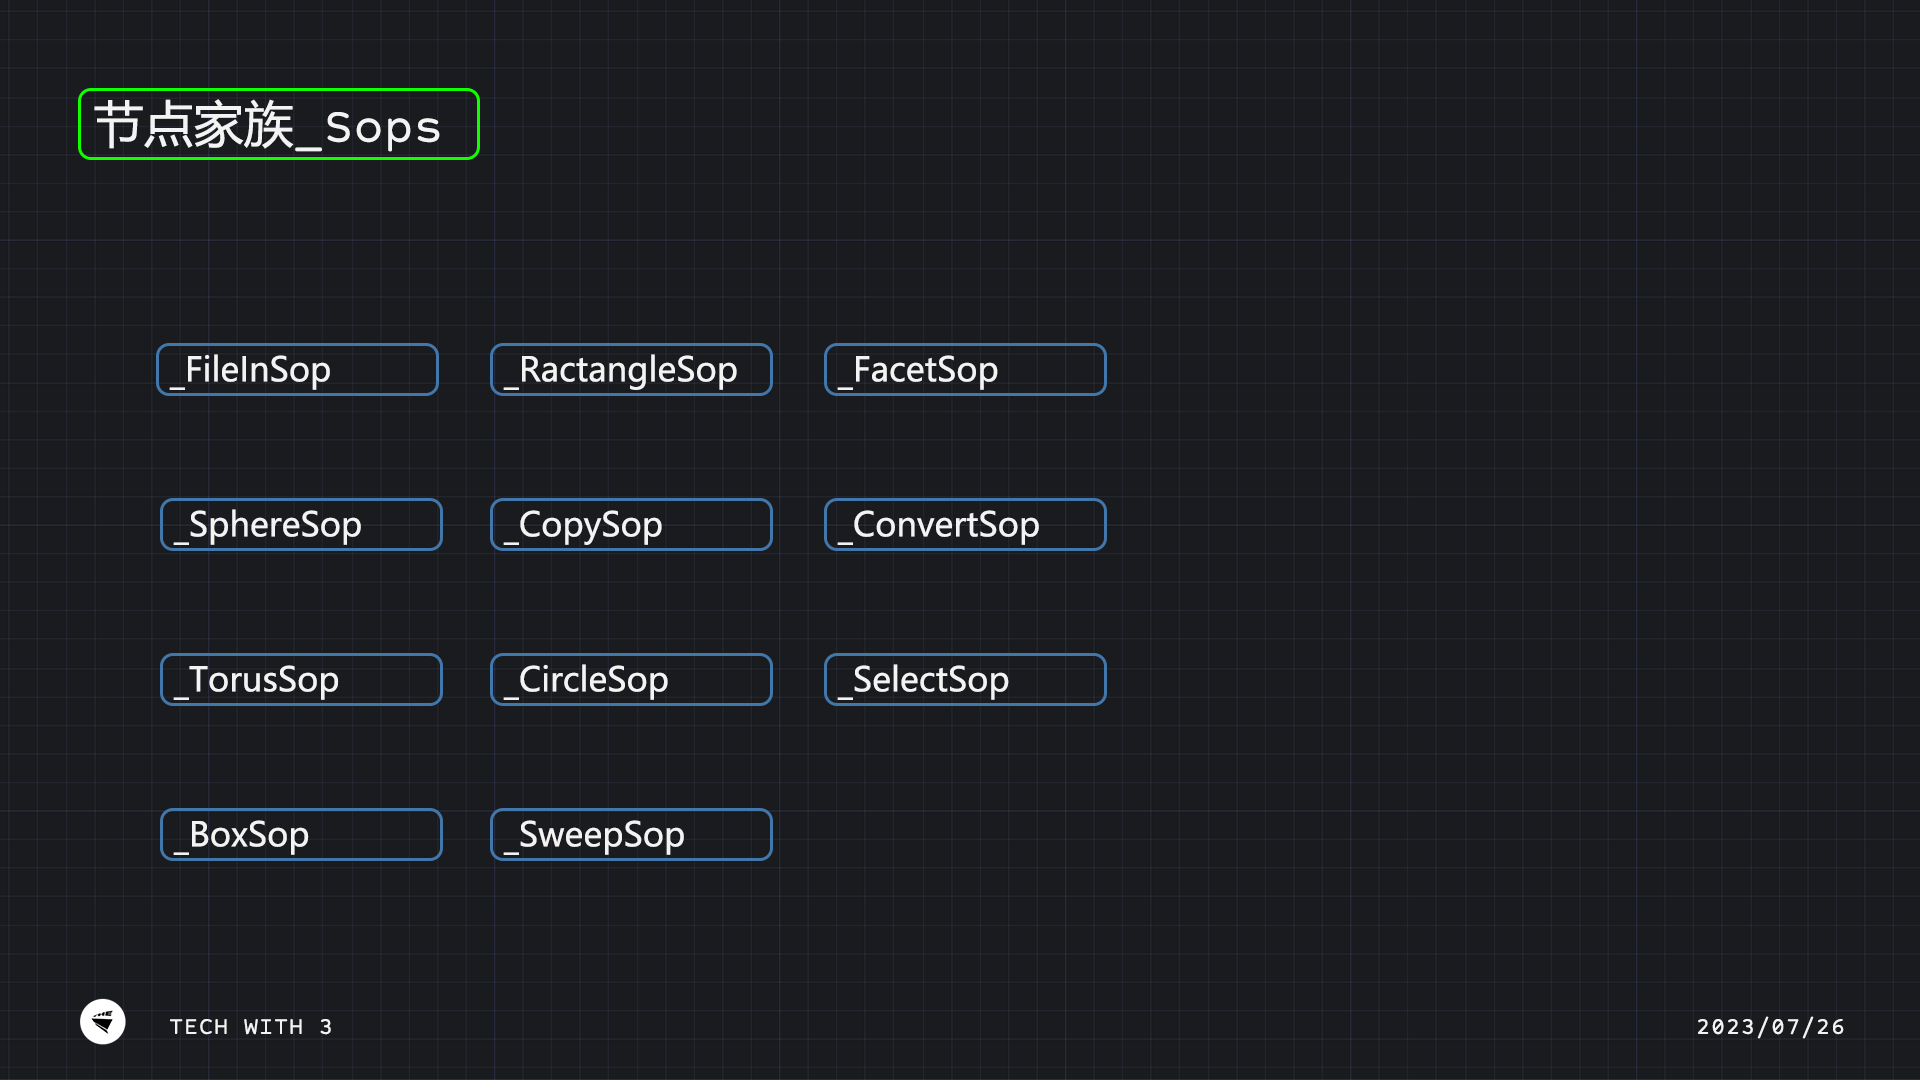 节点家族_Sops
_FileInSop
_RactangleSop
_FacetSop
_SphereSop
_CopySop
_ConvertSop
_TorusSop
_CircleSop
_SelectSop
_BoxSop
_SweepSop
TECH WITH 3
2023/07/26